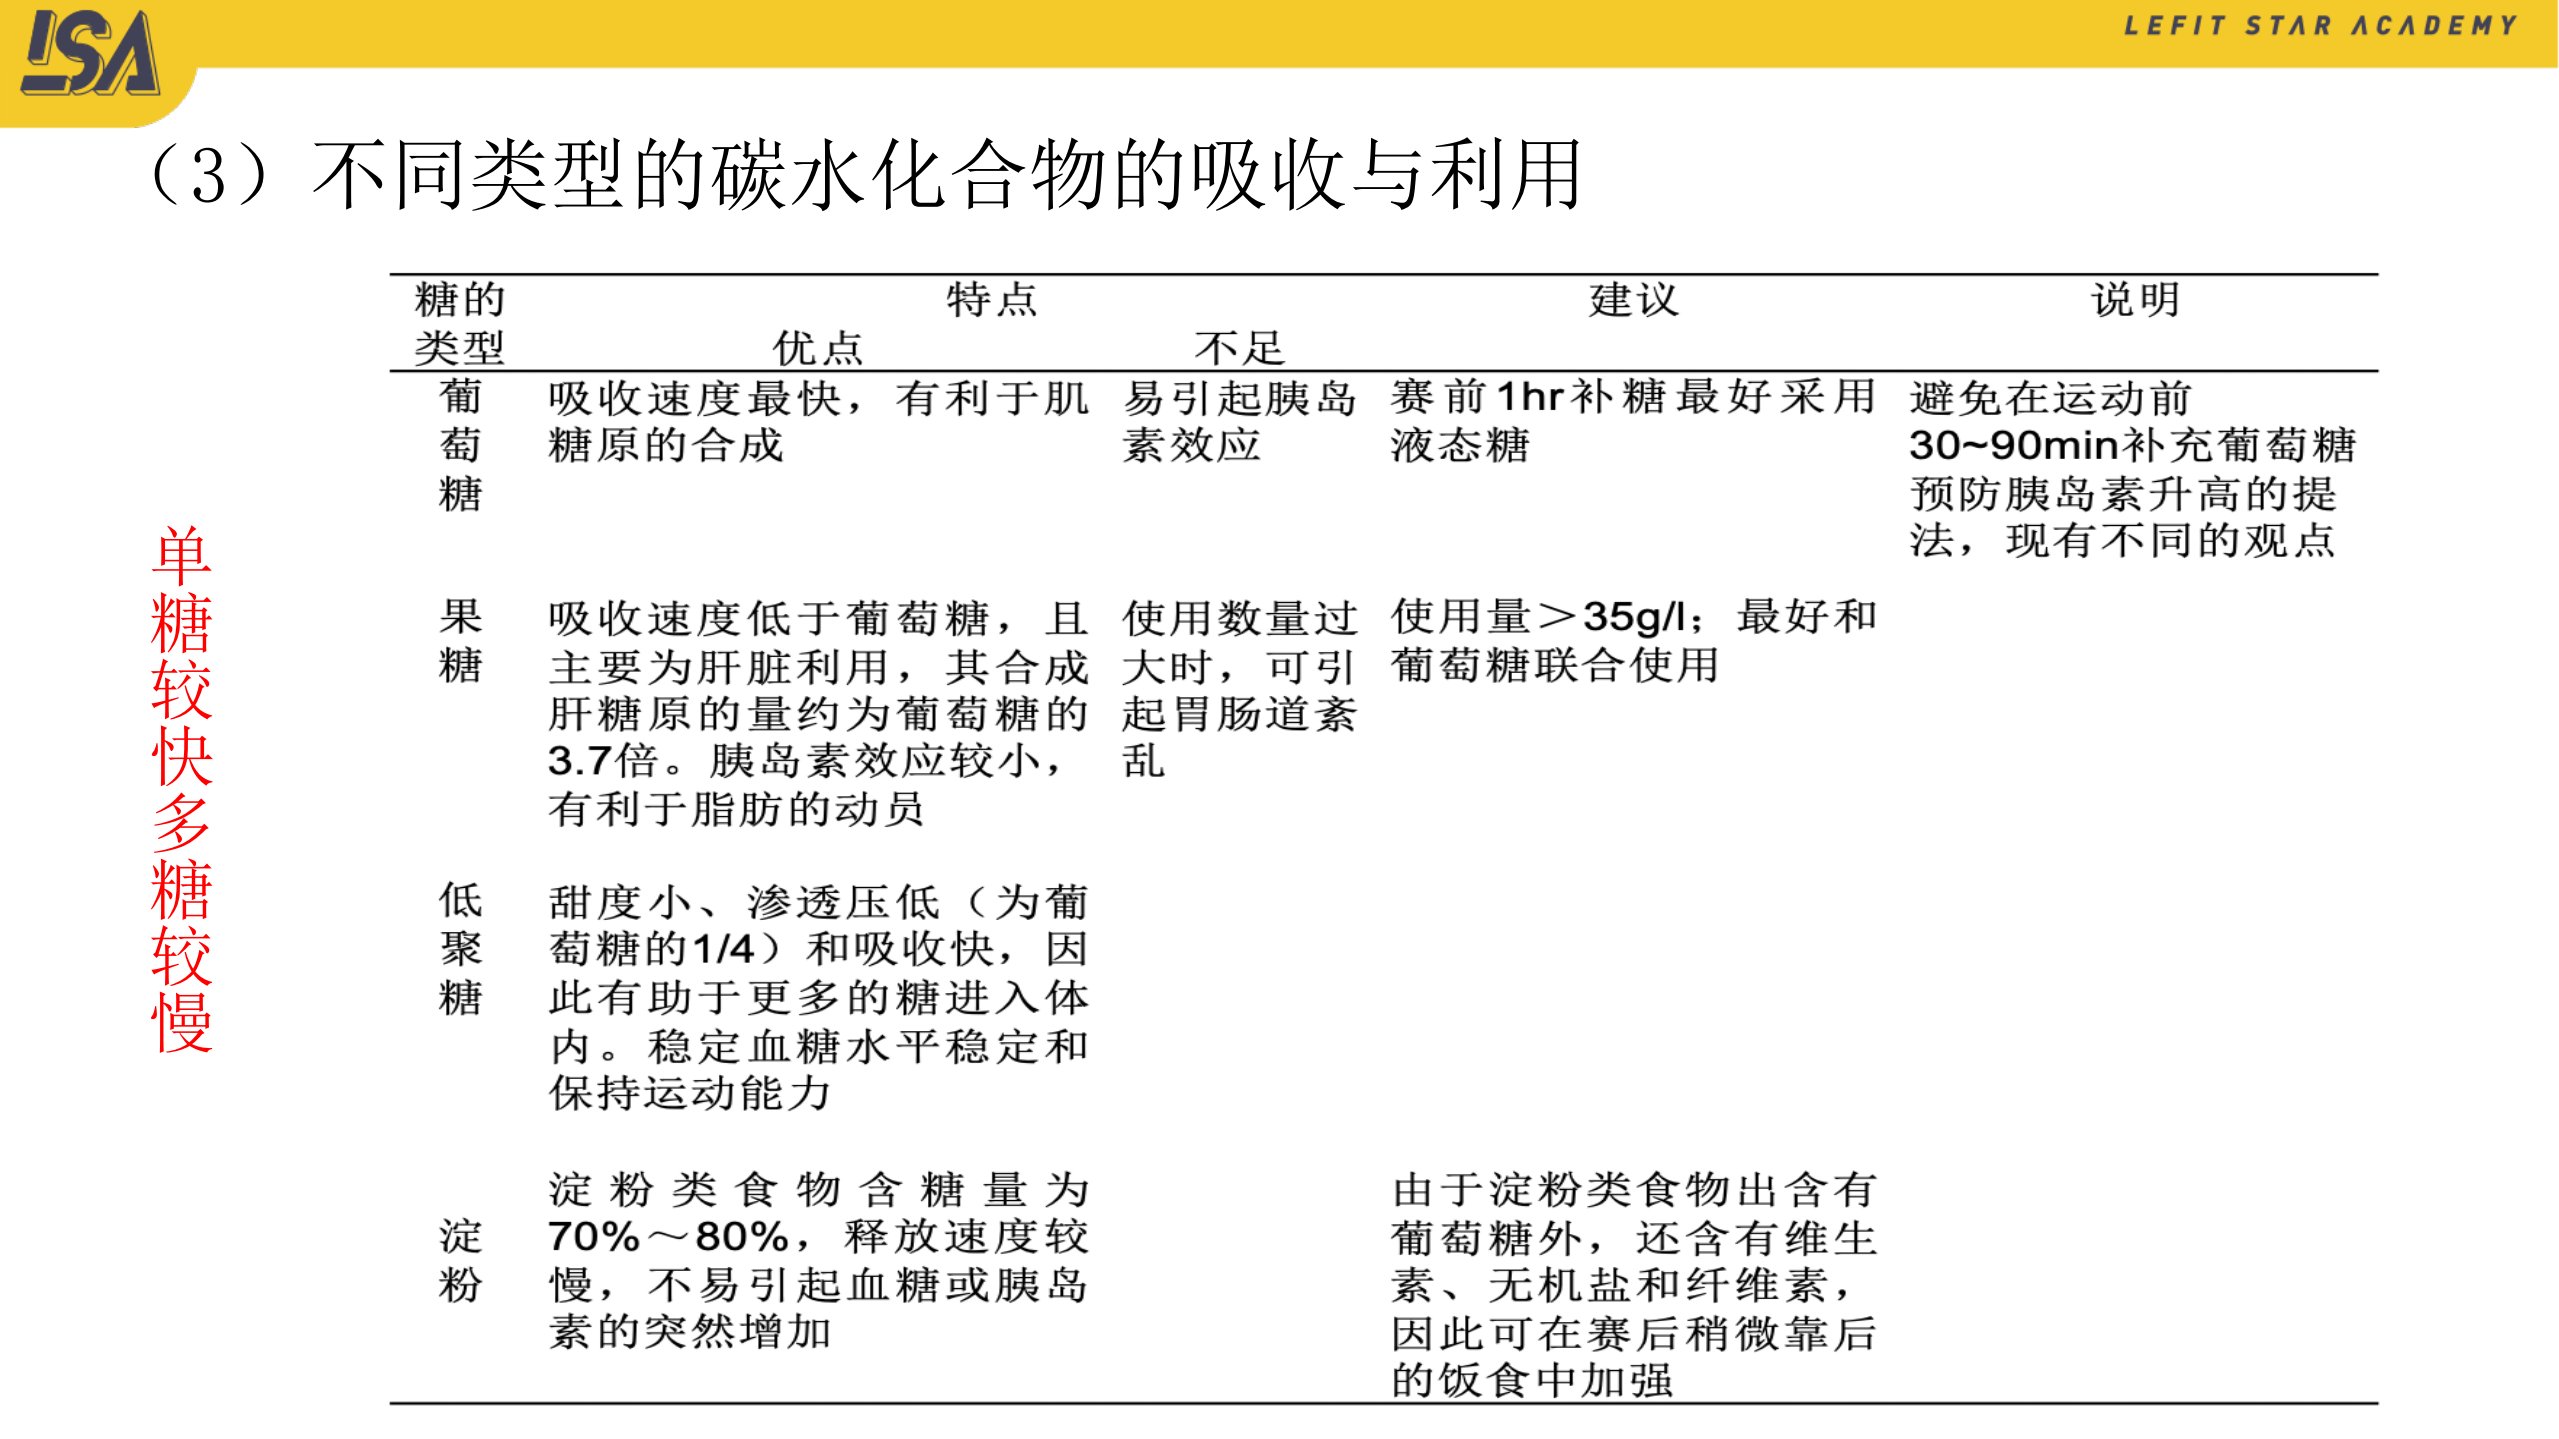 LSA
LEFIT STAR ACADEMY
（3）不同类型的碳水化合物的吸收与利用
单糖较快多糖较慢
糖的
类型
特点
优点
不足
建议
说明
葡
萄
糖
吸收速度最快，有利于肌
糖原的合成
易引起胰岛
素效应
赛前1hr补糖最好采用
液态糖
避免在运动前
30~90min补充葡萄糖
预防胰岛素升高的提
法，现有不同的观点
果
糖
吸收速度低于葡萄糖，且
主要为肝脏利用，其合成
肝糖原的量约为葡萄糖的
3.7倍。胰岛素效应较小，
有利于脂肪的动员
使用数量过
大时，可引
起胃肠道紊
乱
使用量＞35g/l；最好和
葡萄糖联合使用
低
聚
糖
甜度小、渗透压低（为葡
萄糖的1/4）和吸收快，因
此有助于更多的糖进入体
内。稳定血糖水平稳定和
保持运动能力
淀
粉
淀粉类食物含糖量为
70%～80%，释放速度较
慢，不易引起血糖或胰岛
素的突然增加
由于淀粉类食物出含有
葡萄糖外，还含有维生
素、无机盐和纤维素，
因此可在赛后稍微靠后
的饭食中加强